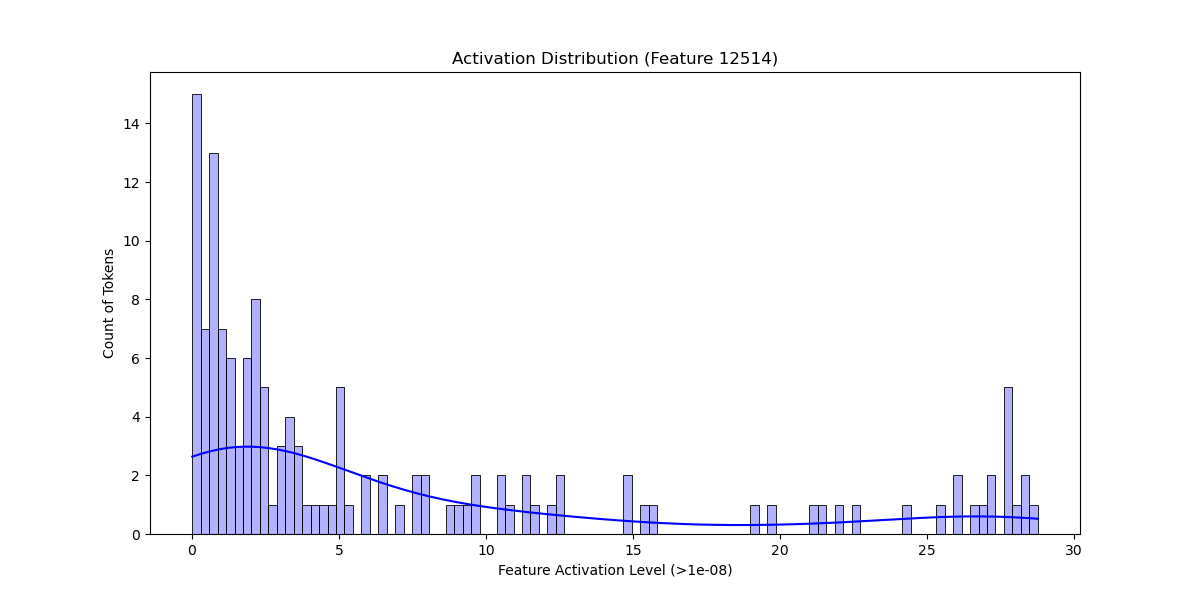 Activation Distribution (Feature 12514)
14
12
10
8
6
4
2
0
Count of Tokens
0 5 10 15 20 25 30
Feature Activation Level (>1e-08)